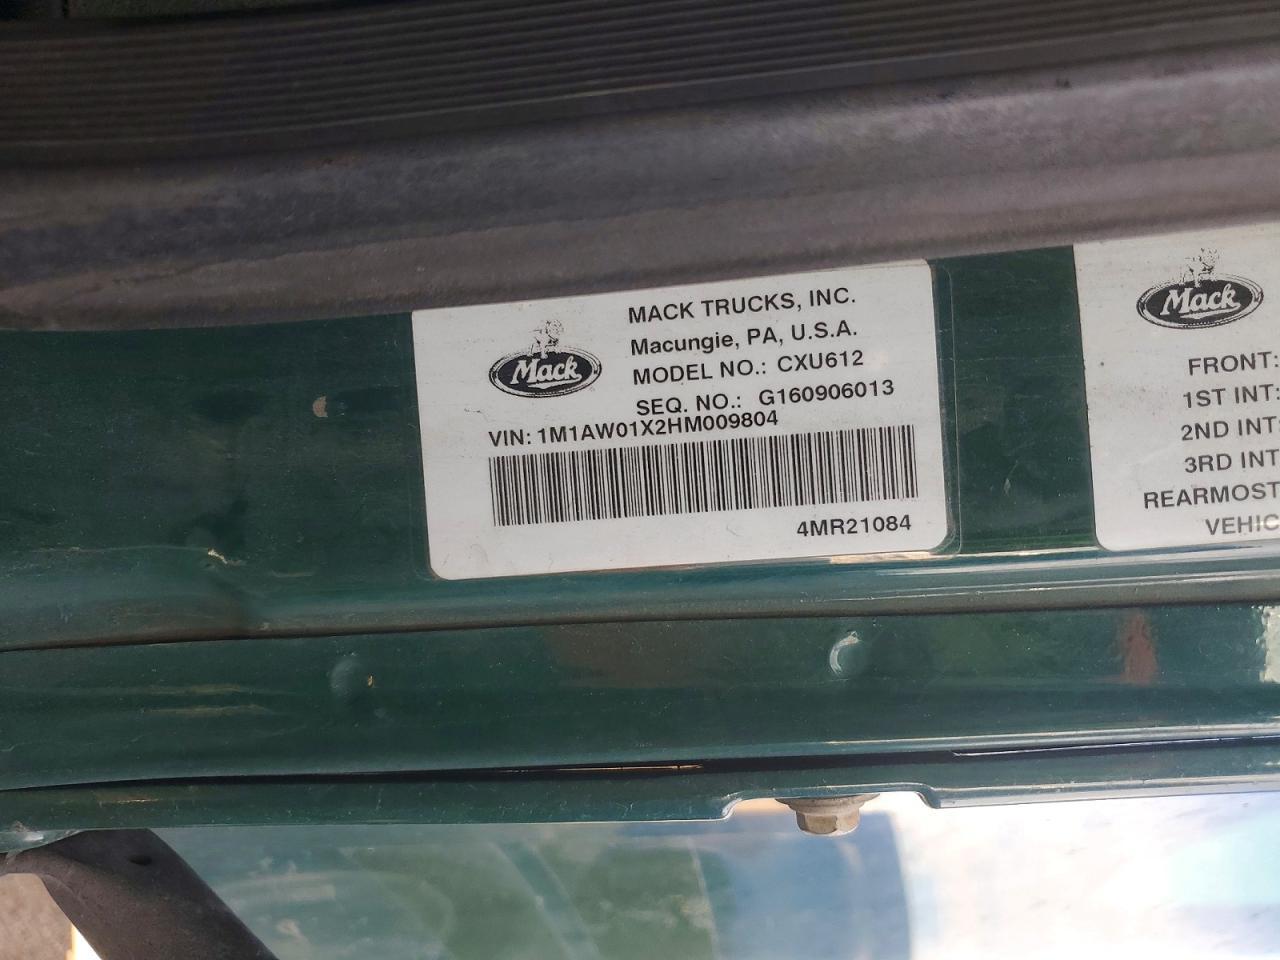 Mack
MACK TRUCKS, INC.
Macungie, PA, U.S.A.
MODEL NO.: CXU612
SEQ. NO.: G160906013
VIN: 1M1AW01X2HM009804
4MR21084
Mack
FRONT:
1ST INT:
2ND INT:
3RD INT
REARMOST
VEHIC